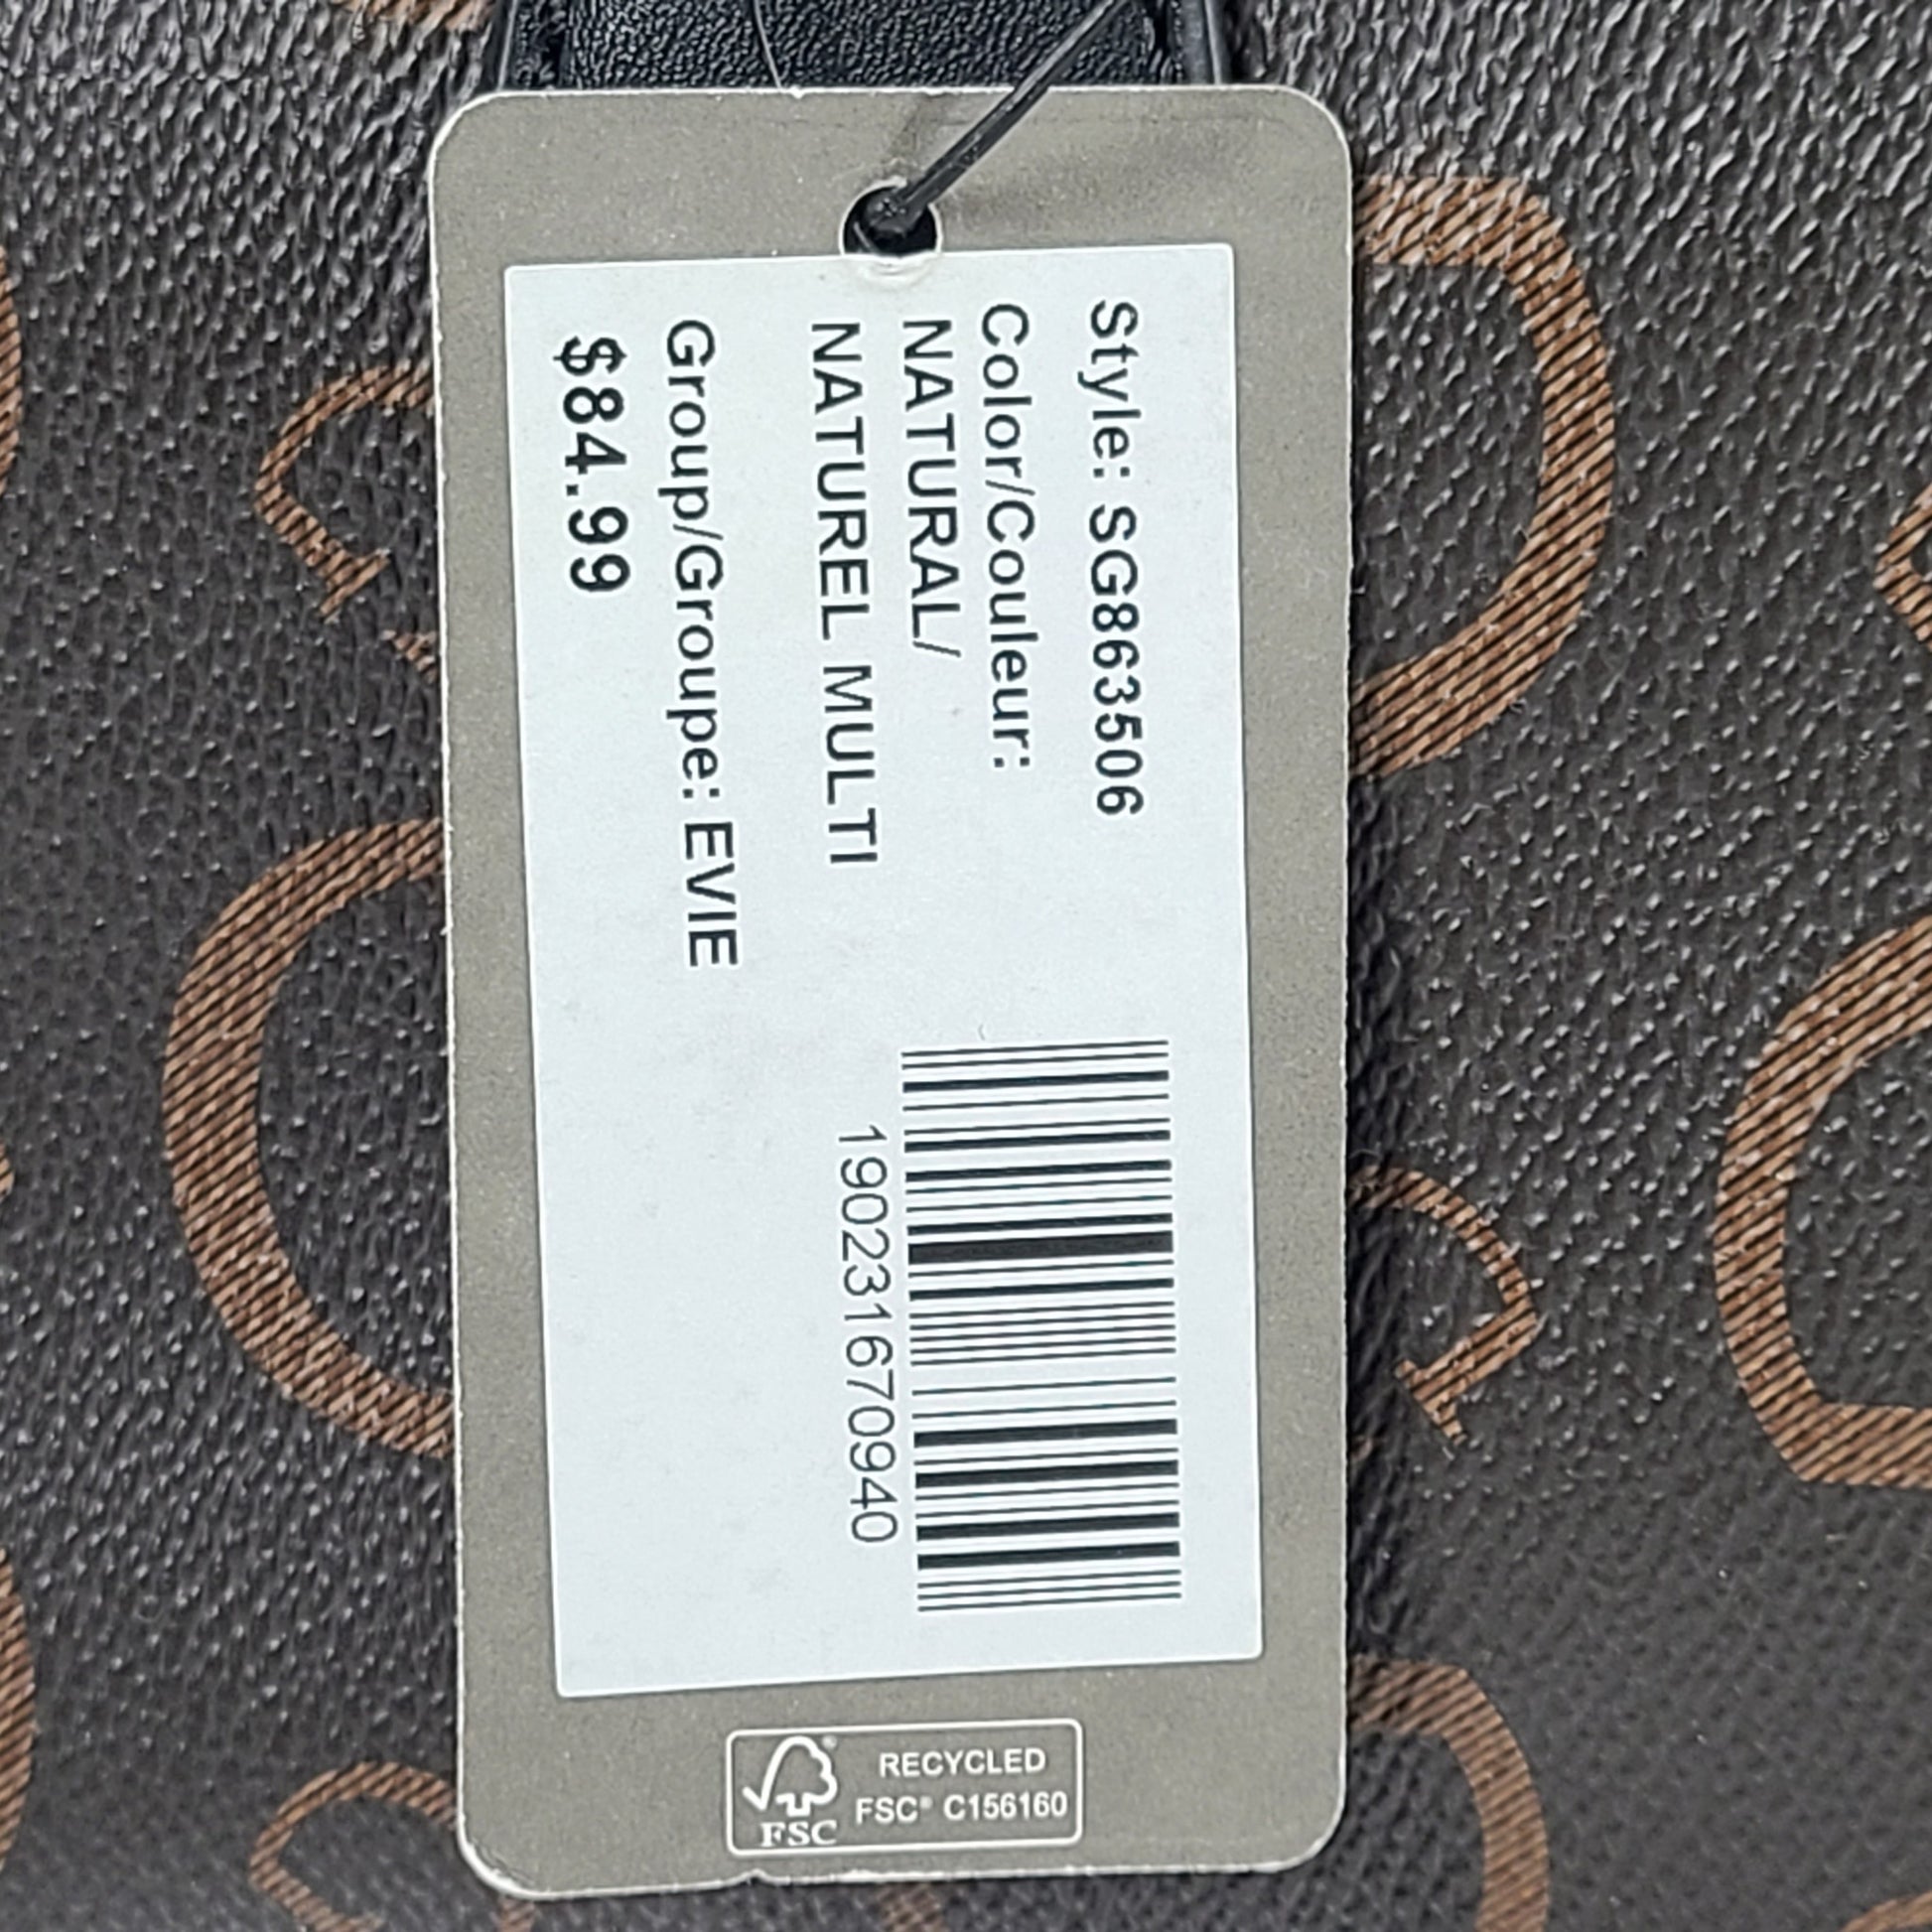 Style: SG863506
Color/Couleur:
NATURAL/
NATUREL MULTI
Group/Groupe: EVIE
$84.99
190231670940
RECYCLED
FSC® C156160
FSC